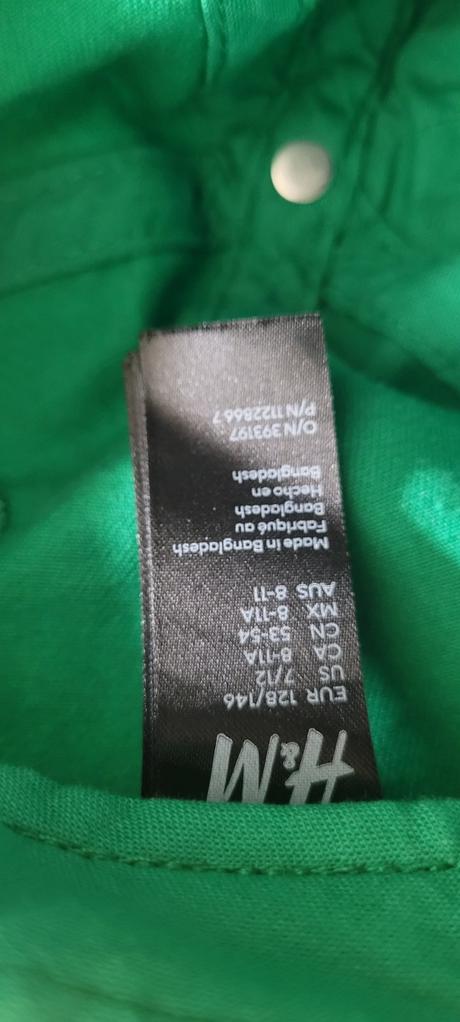 H&M
EUR 128/146
US 7/12
CA 8-11A
CN 53-54
MX 8-11A
AUS 8-11
Made in Bangladesh
Fabriqué au
Bangladesh
Hecho en
Bangladesh
O/N 393197
P/N 1122866.7